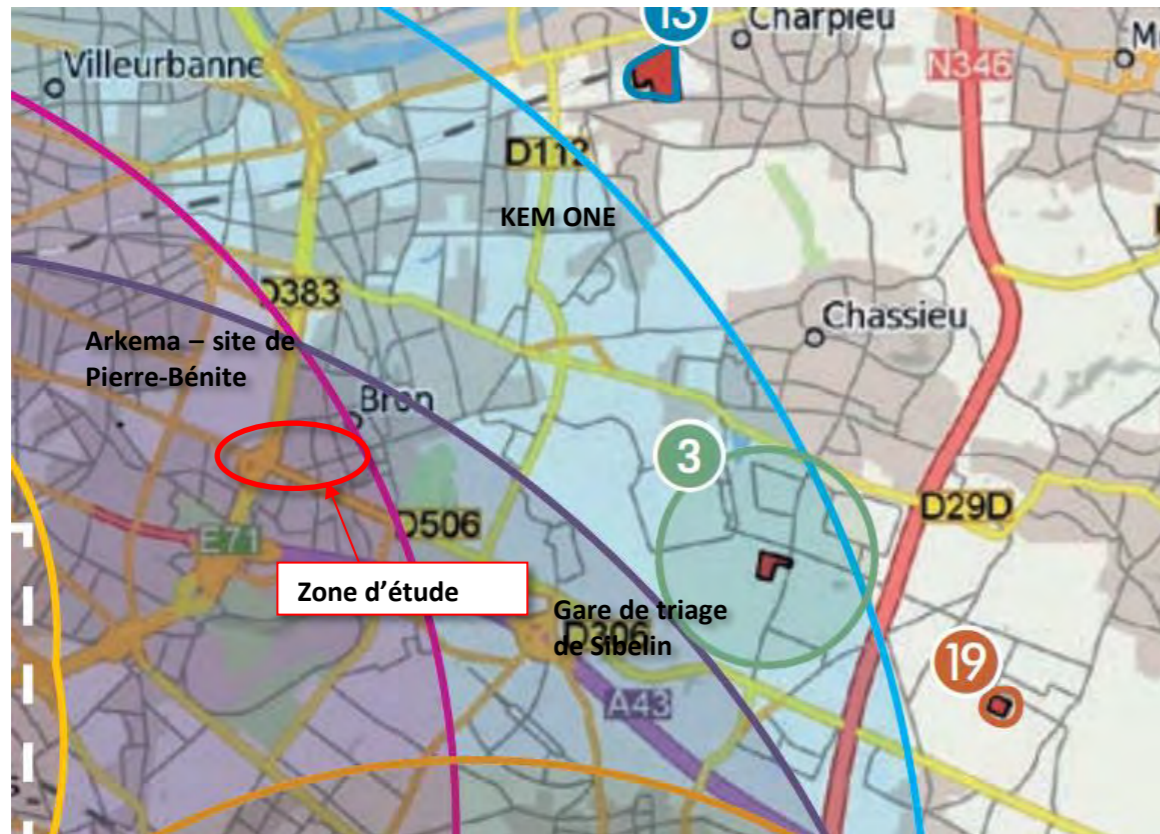 13
Charpieu
Villeurbanne
N346
D112
KEM ONE
D383
Chassieu
Arkema – site de
Pierre-Bénite
Bron
3
D29D
D506
E71
Zone d'étude
Gare de triage
de Sibelin
D306
19
A43